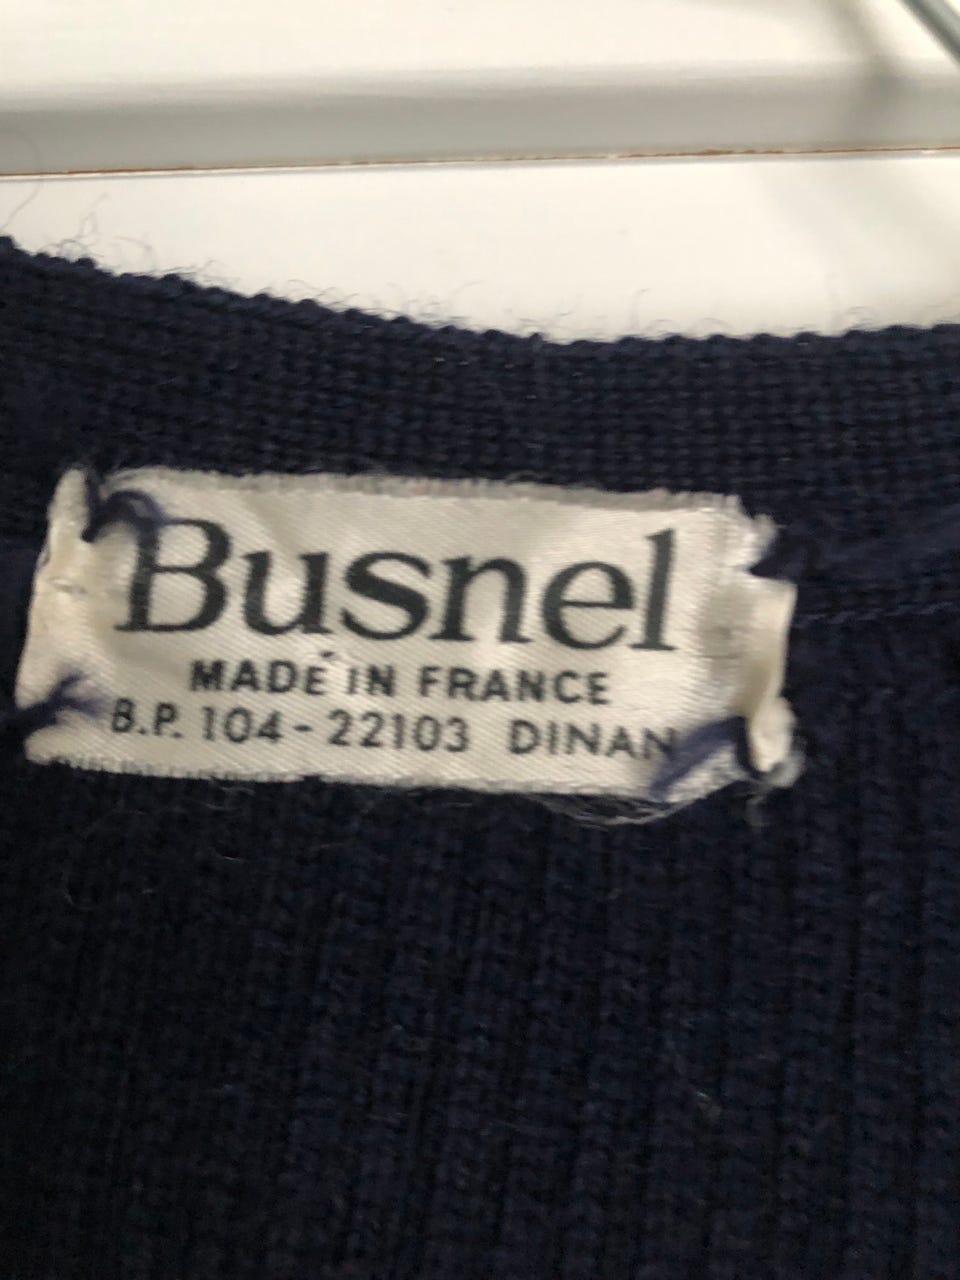 Busnel
MADE IN FRANCE
B.P. 104 - 22103 DINAN